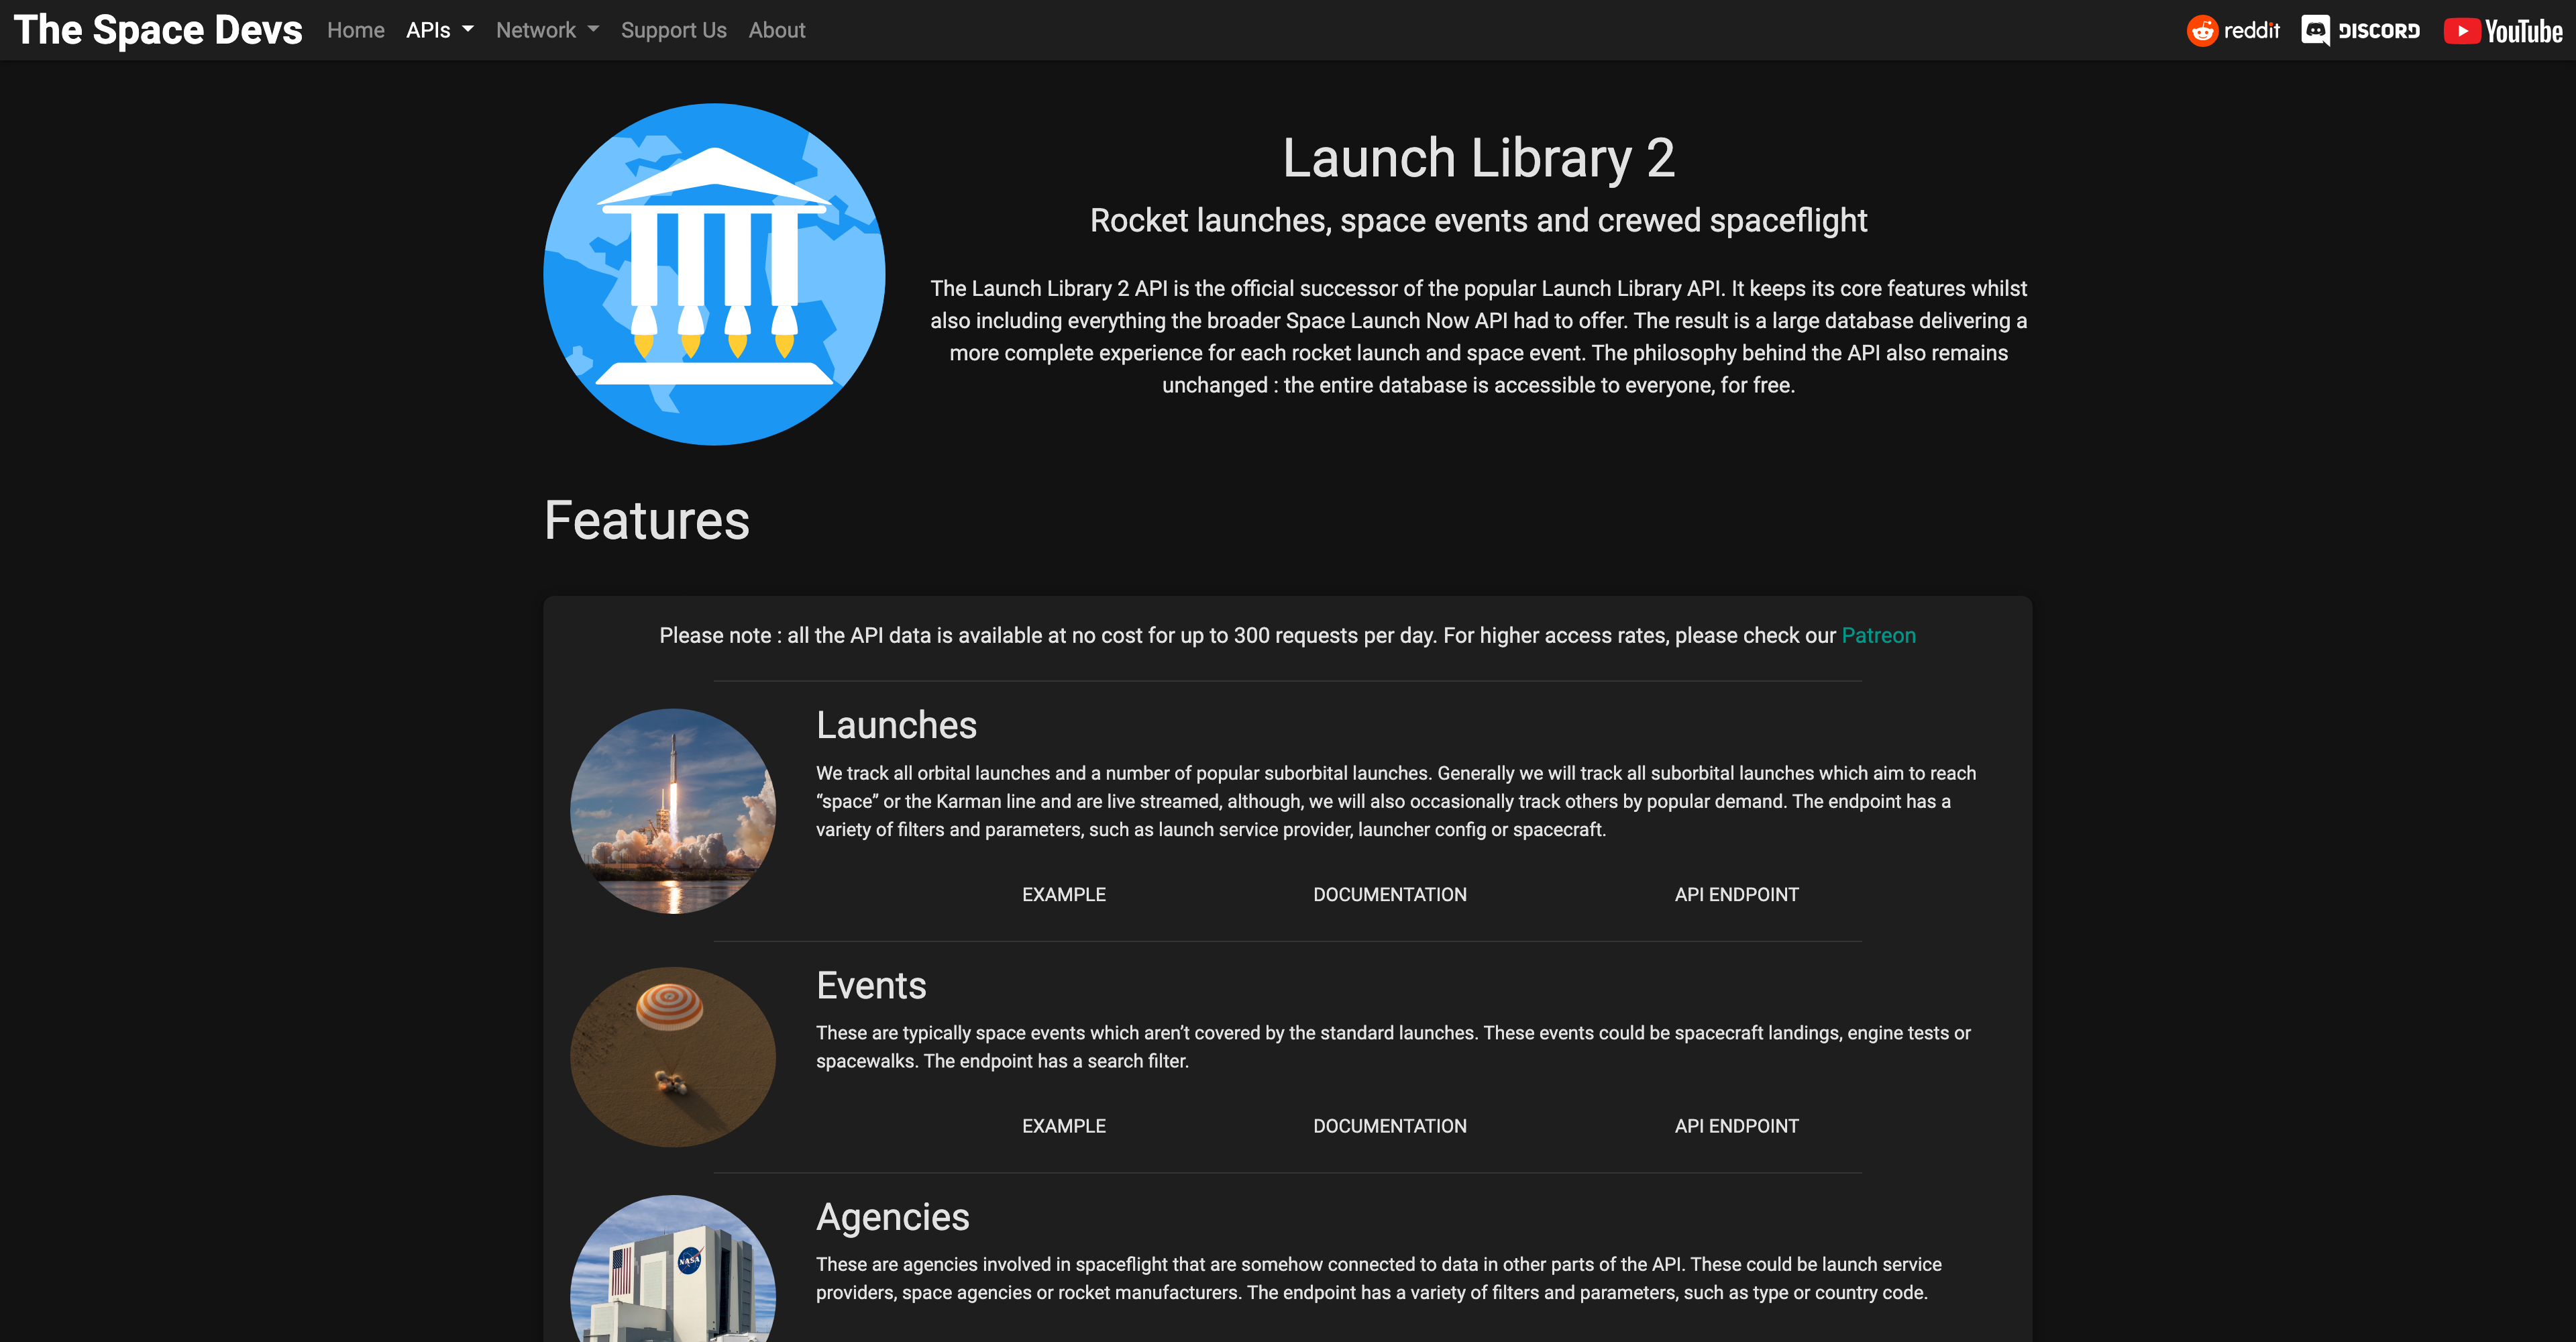 The Space Devs Home APIs Network Support Us About reddit DISCORD YouTube
Launch Library 2
Rocket launches, space events and crewed spaceflight
The Launch Library 2 API is the official successor of the popular Launch Library API. It keeps its core features whilst
also including everything the broader Space Launch Now API had to offer. The result is a large database delivering a
more complete experience for each rocket launch and space event. The philosophy behind the API also remains
unchanged : the entire database is accessible to everyone, for free.
Features
Please note : all the API data is available at no cost for up to 300 requests per day. For higher access rates, please check our Patreon
Launches
We track all orbital launches and a number of popular suborbital launches. Generally we will track all suborbital launches which aim to reach
“space” or the Karman line and are live streamed, although, we will also occasionally track others by popular demand. The endpoint has a
variety of filters and parameters, such as launch service provider, launcher config or spacecraft.
EXAMPLE DOCUMENTATION API ENDPOINT
Events
These are typically space events which aren’t covered by the standard launches. These events could be spacecraft landings, engine tests or
spacewalks. The endpoint has a search filter.
EXAMPLE DOCUMENTATION API ENDPOINT
Agencies
NASA
These are agencies involved in spaceflight that are somehow connected to data in other parts of the API. These could be launch service
providers, space agencies or rocket manufacturers. The endpoint has a variety of filters and parameters, such as type or country code.